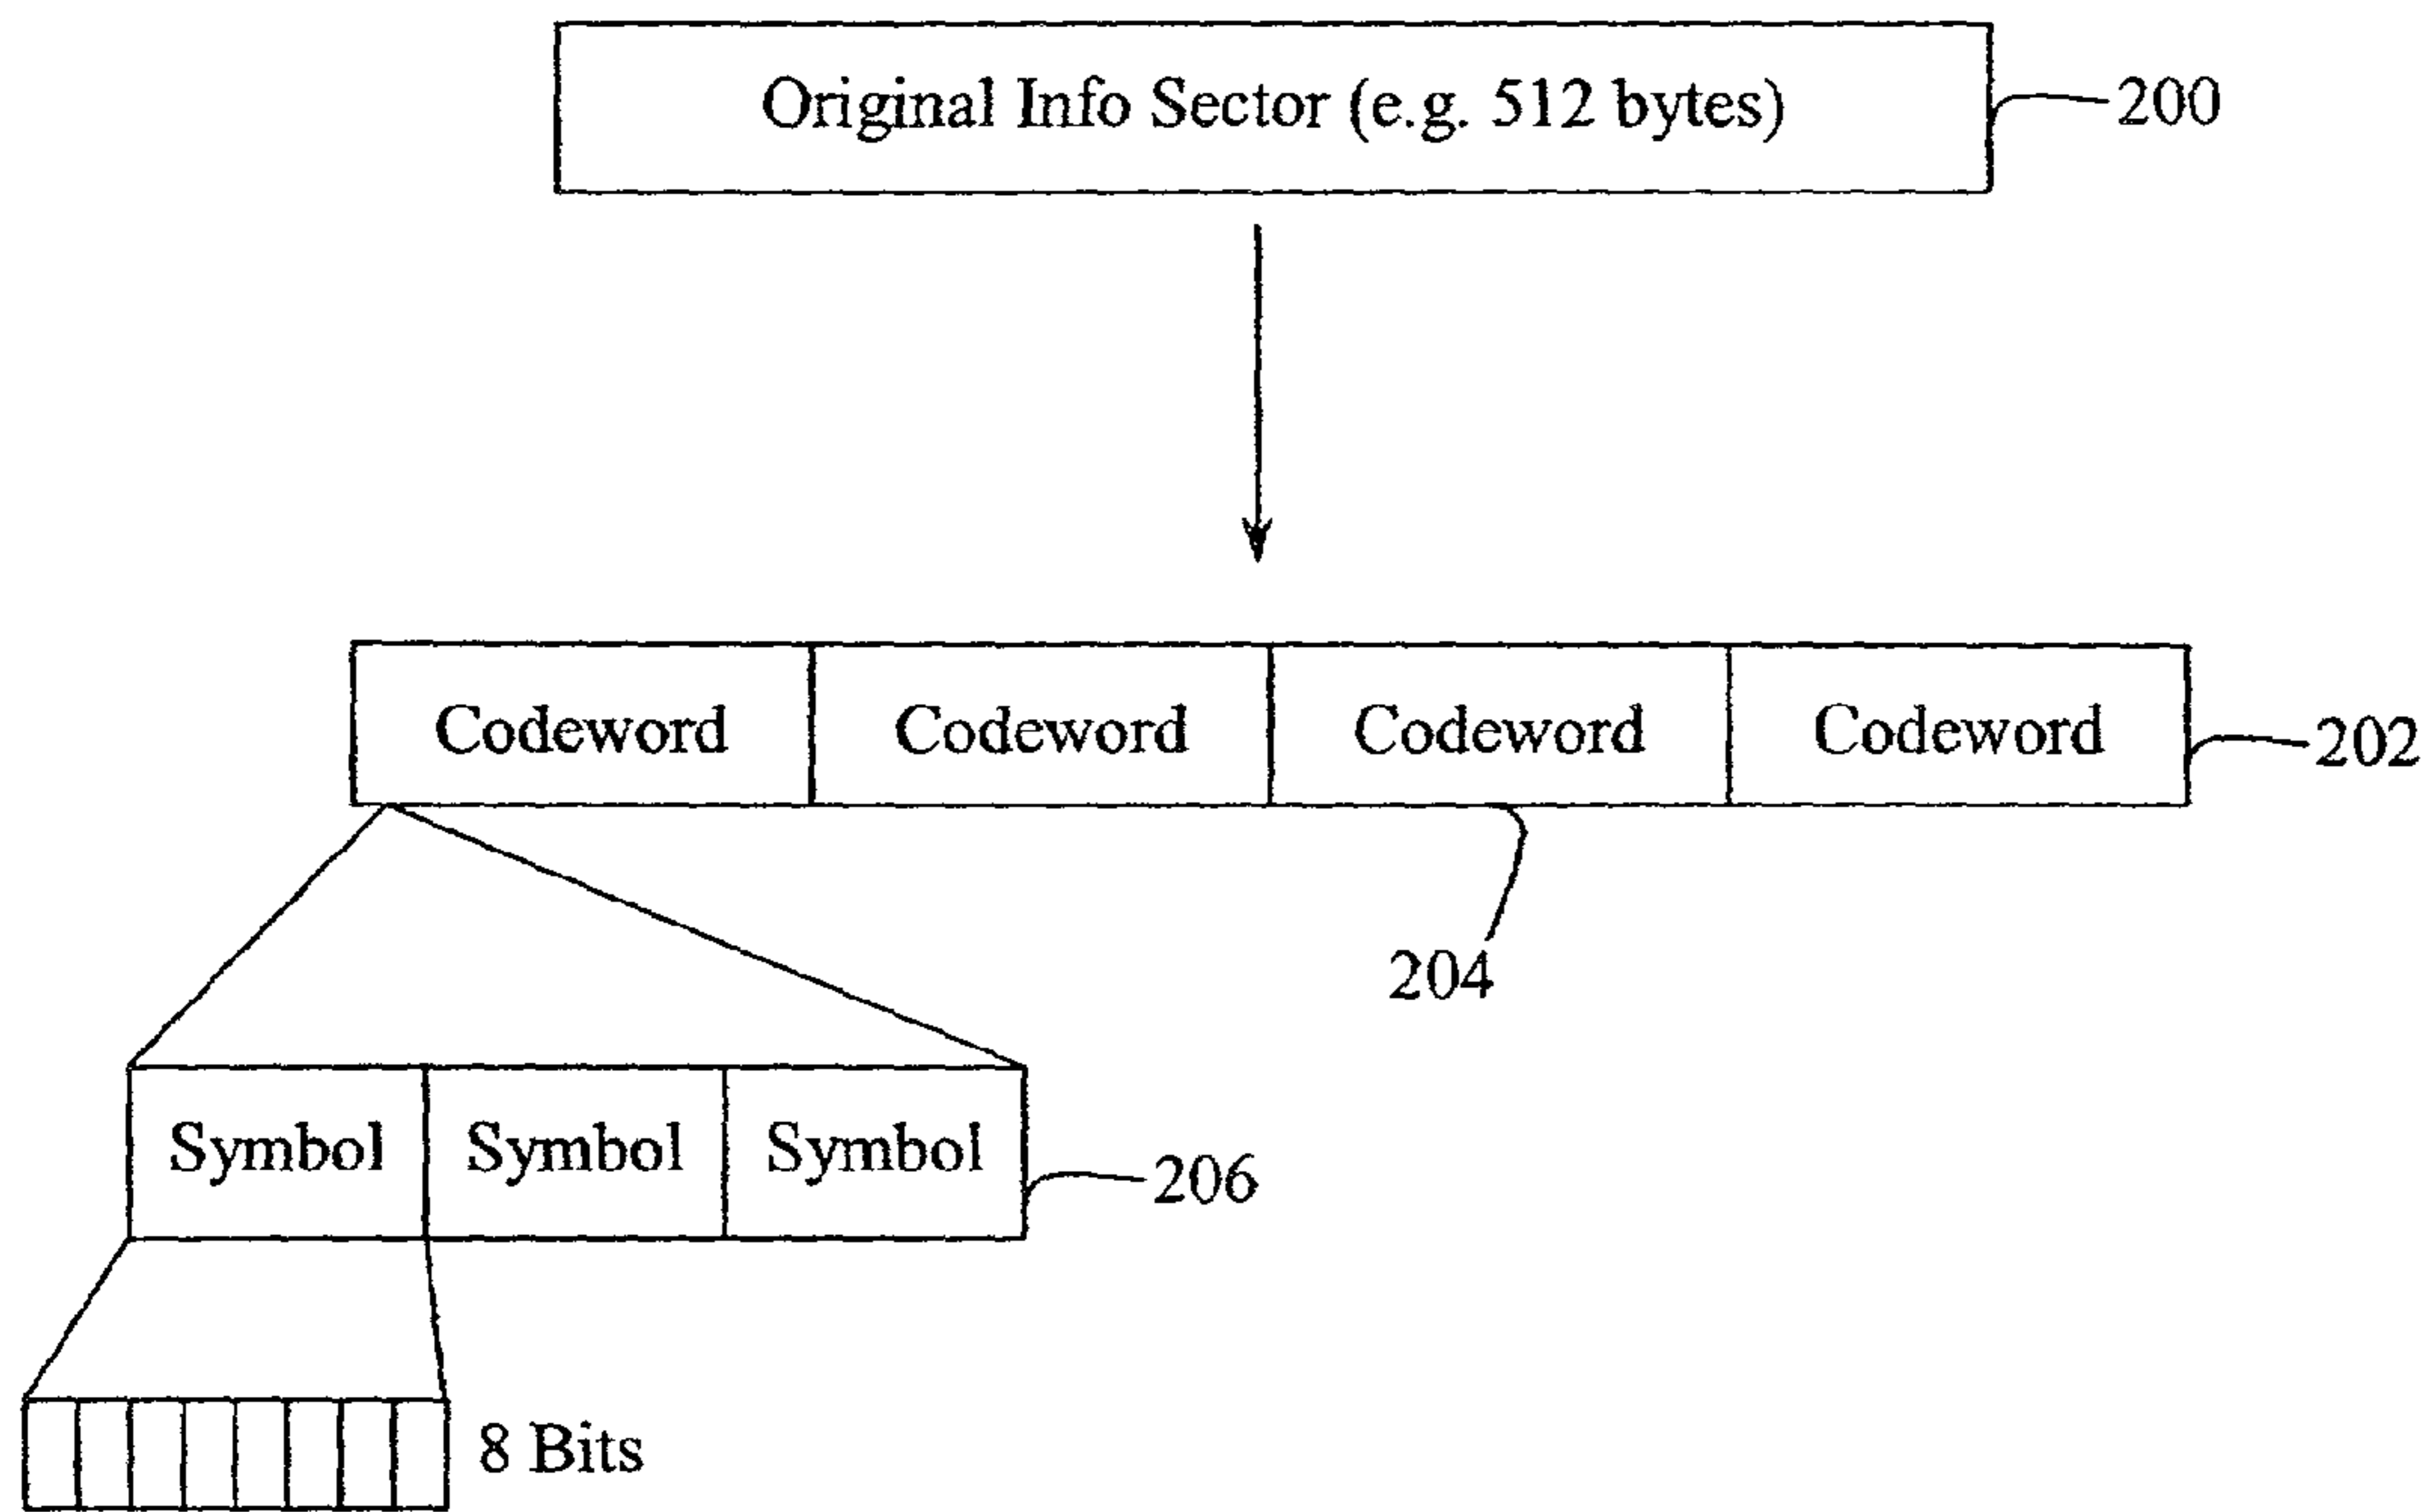 Original Info Sector (e.g. 512 bytes)
200
Codeword Codeword Codeword Codeword
202
204
Symbol Symbol Symbol
206
8 Bits